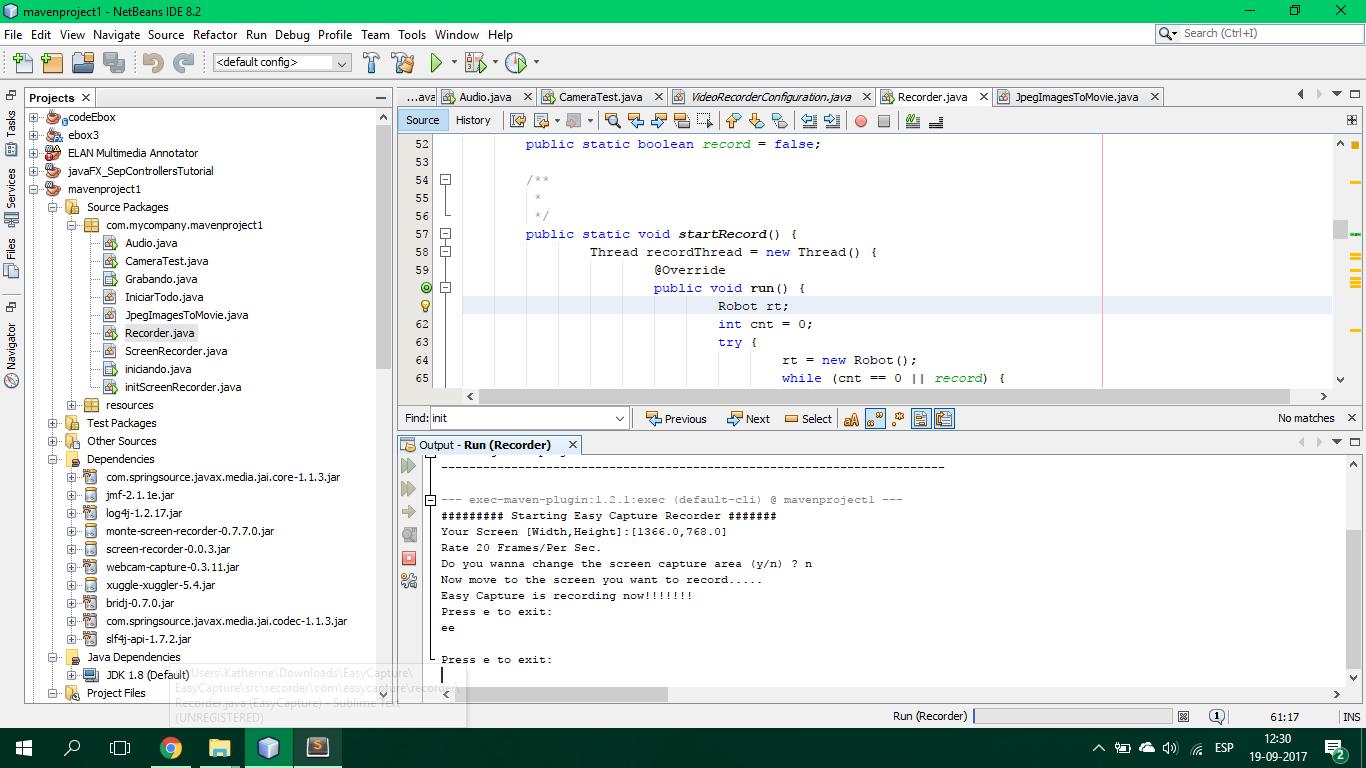 mavenproject1 - NetBeans IDE 8.2
File Edit View Navigate Source Refactor Run Debug Profile Team Tools Window Help
Search (Ctrl+I)
<default config>
Projects
...ava Audio.java CameraTest.java VideoRecorderConfiguration.java Recorder.java JpegImagesToMovie.java
Source History
Tasks
Services
Files
Navigator
codeEbox
ebox3
ELAN Multimedia Annotator
javaFX_SepControllersTutorial
mavenproject1
Source Packages
com.mycompany.mavenproject1
Audio.java
CameraTest.java
Grabando.java
IniciarTodo.java
JpegImagesToMovie.java
Recorder.java
ScreenRecorder.java
iniciando.java
initScreenRecorder.java
resources
Test Packages
Other Sources
Dependencies
com.springsource.javax.media.jai.core-1.1.3.jar
jmf-2.1.1e.jar
log4j-1.2.17.jar
monte-screen-recorder-0.7.7.0.jar
screen-recorder-0.0.3.jar
webcam-capture-0.3.11.jar
xuggle-xuggler-5.4.jar
bridj-0.7.0.jar
com.springsource.javax.media.jai.codec-1.1.3.jar
slf4j-api-1.7.2.jar
Java Dependencies
JDK 1.8 (Default)
Project Files
\Users\Katherine\Downloads\EasyCapture\
EasyCapture\src\recorder\com\easycapture\recorder\
Recorder.java (EasyCapture) - Sublime Text
(UNREGISTERED)
52 public static boolean record = false;
53
54 /**
55 *
56 */
57 public static void startRecord() {
58 Thread recordThread = new Thread() {
59 @Override
public void run() {
Robot rt;
62 int cnt = 0;
63 try {
64 rt = new Robot();
65 while (cnt == 0 || record) {
Find: init Previous Next Select aA No matches
Output - Run (Recorder)
------------------------------------------------------------------------
--- exec-maven-plugin:1.2.1:exec (default-cli) @ mavenproject1 ---
######### Starting Easy Capture Recorder #######
Your Screen [Width,Height]:[1366.0,768.0]
Rate 20 Frames/Per Sec.
Do you wanna change the screen capture area (y/n) ? n
Now move to the screen you want to record.....
Easy Capture is recording now!!!!!!!
Press e to exit:
ee
Press e to exit:
Run (Recorder) 1 61:17 INS
ESP
12:30
19-09-2017
2